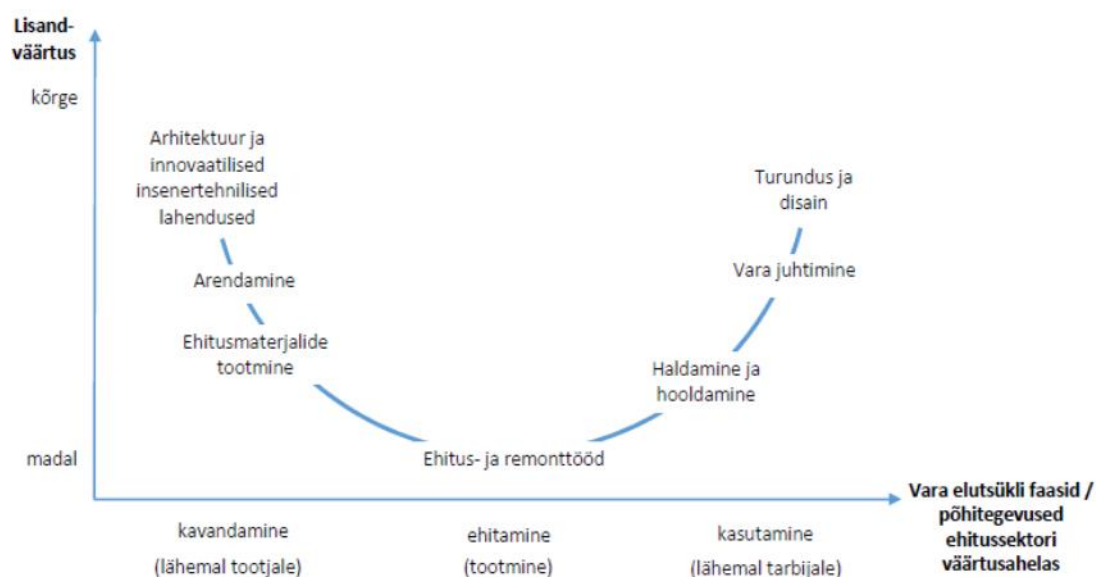 Lisand-
väärtus
kõrge
Arhitektuur ja
innovaatilised
insenertehnilised
lahendused
Turundus ja
disain
Arendamine
Vara juhtimine
Ehitusmaterjalide
tootmine
Haldamine ja
hooldamine
madal
Ehitus- ja remonttööd
Vara elutsükli faasid /
põhitegevused
ehitussektori
väärtusahelas
kavandamine
(lähemal tootjale)
ehitamine
(tootmine)
kasutamine
(lähemal tarbijale)